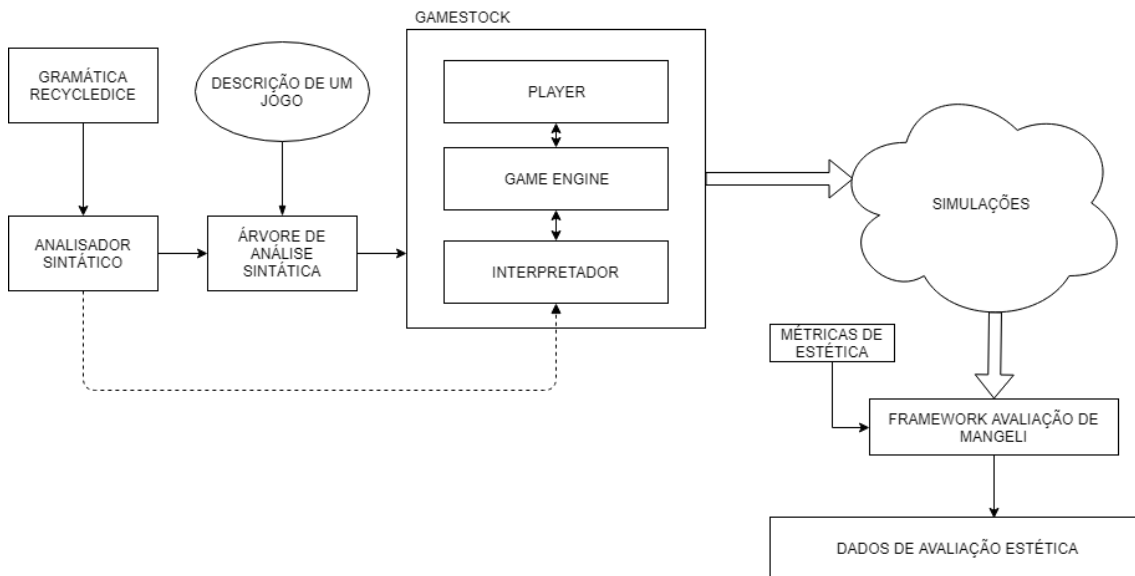 GAMESTOCK
GRAMÁTICA
RECYCLEDICE
DESCRIÇÃO DE UM
JOGO
PLAYER
GAME ENGINE
INTERPRETADOR
ANALISADOR
SINTÁTICO
ÁRVORE DE
ANÁLISE
SINTÁTICA
SIMULAÇÕES
MÉTRICAS DE
ESTÉTICA
FRAMEWORK AVALIAÇÃO DE
MANGELI
DADOS DE AVALIAÇÃO ESTÉTICA